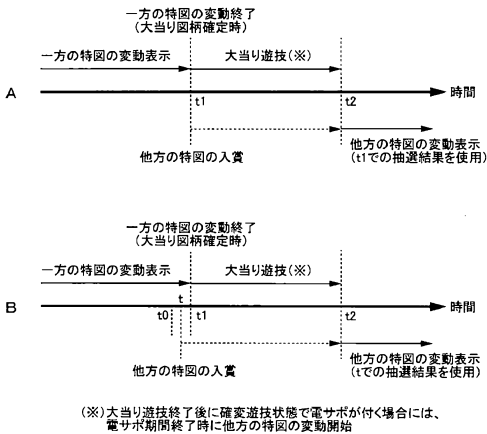 一方の特図の変動終了
(大当り図柄確定時)
一方の特図の変動表示
大当り遊技(※)
A
時間
t1
t2
他方の特図の入賞
他方の特図の変動表示
(t1での抽選結果を使用)
一方の特図の変動終了
(大当り図柄確定時)
一方の特図の変動表示
大当り遊技(※)
t
B
時間
t0
t1
t2
他方の特図の入賞
他方の特図の変動表示
(tでの抽選結果を使用)
(※)大当り遊技終了後に確変遊技状態で電サポが付く場合には、
電サポ期間終了時に他方の特図の変動開始